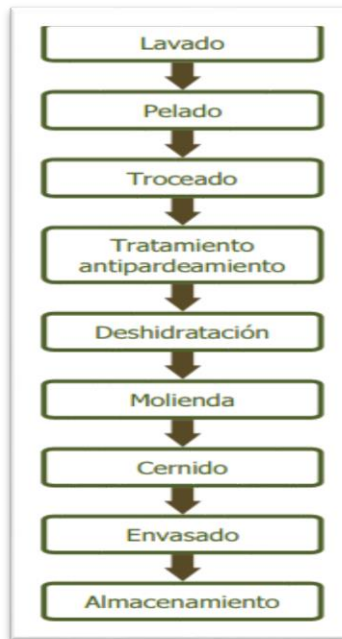 Lavado
Pelado
Troceado
Tratamiento
antipardeamiento
Deshidratación
Molienda
Cernido
Envasado
Almacenamiento